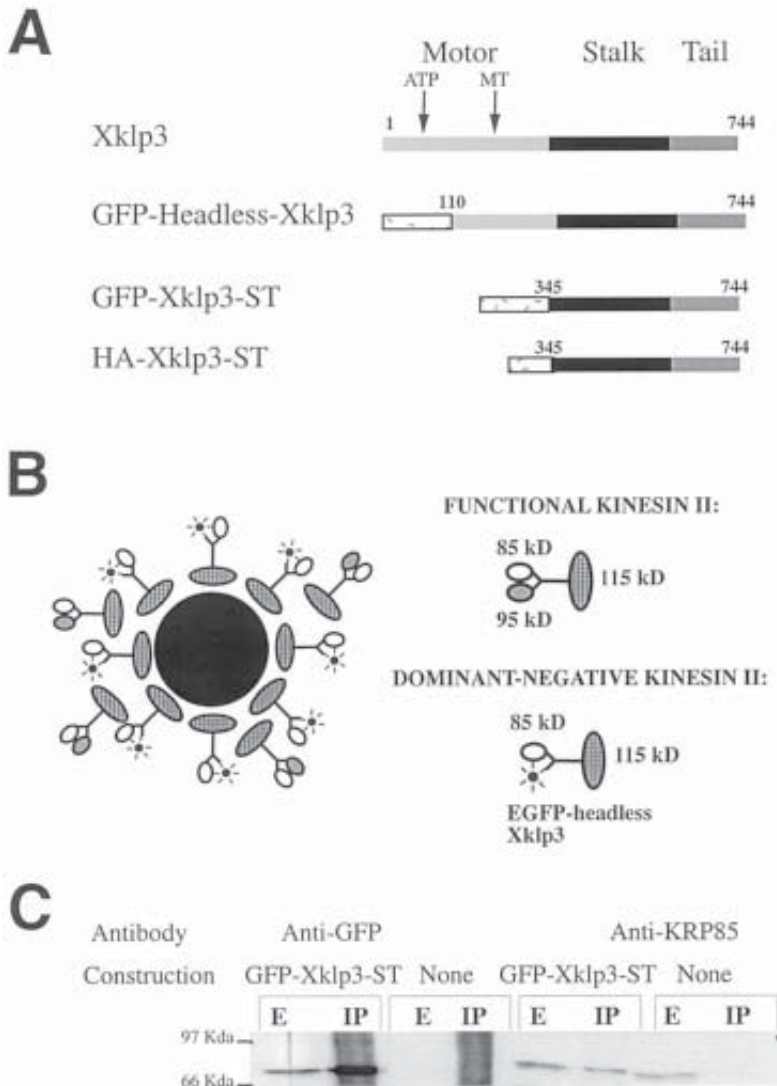 A
Motor Stalk Tail
ATP MT
1 744
Xklp3
110 744
GFP-Headless-Xklp3
345 744
GFP-Xklp3-ST
345 744
HA-Xklp3-ST
B
FUNCTIONAL KINESIN II:
85 kD
115 kD
95 kD
DOMINANT-NEGATIVE KINESIN II:
85 kD
115 kD
EGFP-headless
Xklp3
C
Antibody Anti-GFP Anti-KRP85
Construction GFP-Xklp3-ST None GFP-Xklp3-ST None
E IP E IP E IP E IP
97 Kda
66 Kda